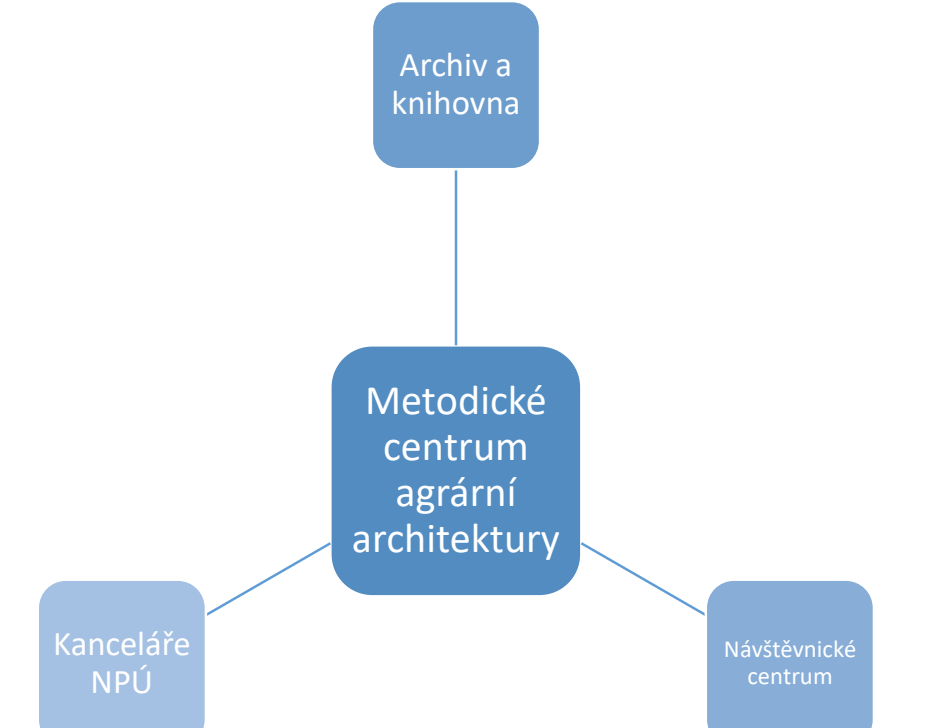 Archiv a
knihovna
Metodické
centrum
agrární
architektury
Kanceláře
NPÚ
Návštěvnické
centrum